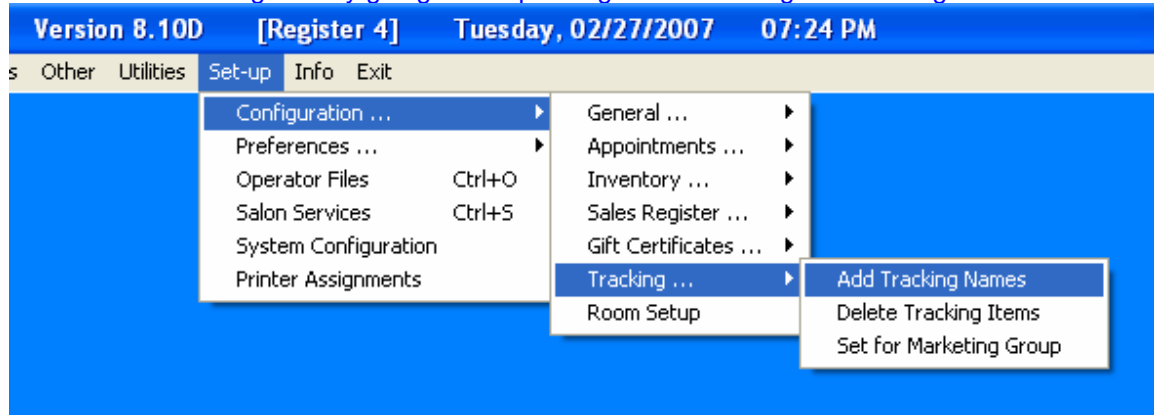 going
Version 8.10D [Register 4] Tuesday, 02/27/2007 07:24 PM
s Other Utilities Set-up Info Exit
Configuration ...
Preferences ...
Operator Files Ctrl+O
Salon Services Ctrl+S
System Configuration
Printer Assignments
General ...
Appointments ...
Inventory ...
Sales Register ...
Gift Certificates ...
Tracking ...
Room Setup
Add Tracking Names
Delete Tracking Items
Set for Marketing Group